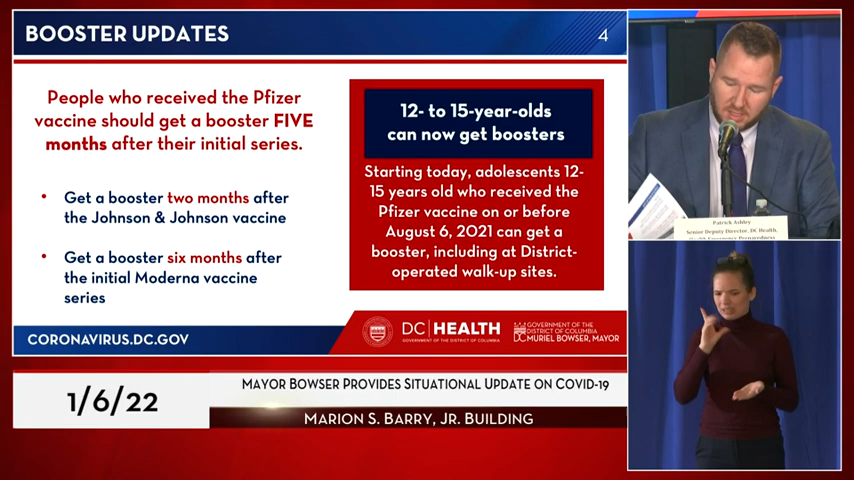 BOOSTER UPDATES
4
People who received the Pfizer
vaccine should get a booster FIVE
months after their initial series.
• Get a booster two months after
the Johnson & Johnson vaccine
• Get a booster six months after
the initial Moderna vaccine
series
12- to 15-year-olds
can now get boosters
Starting today, adolescents 12-
15 years old who received the
Pfizer vaccine on or before
August 6, 2021 can get a
booster, including at District-
operated walk-up sites.
CORONAVIRUS.DC.GOV
DC HEALTH
GOVERNMENT OF THE DISTRICT OF COLUMBIA
GOVERNMENT OF THE
DISTRICT OF COLUMBIA
DC MURIEL BOWSER, MAYOR
Patrick Ashley
Senior Deputy Director, DC Health,
1/6/22
MAYOR BOWSER PROVIDES SITUATIONAL UPDATE ON COVID-19
MARION S. BARRY, JR. BUILDING